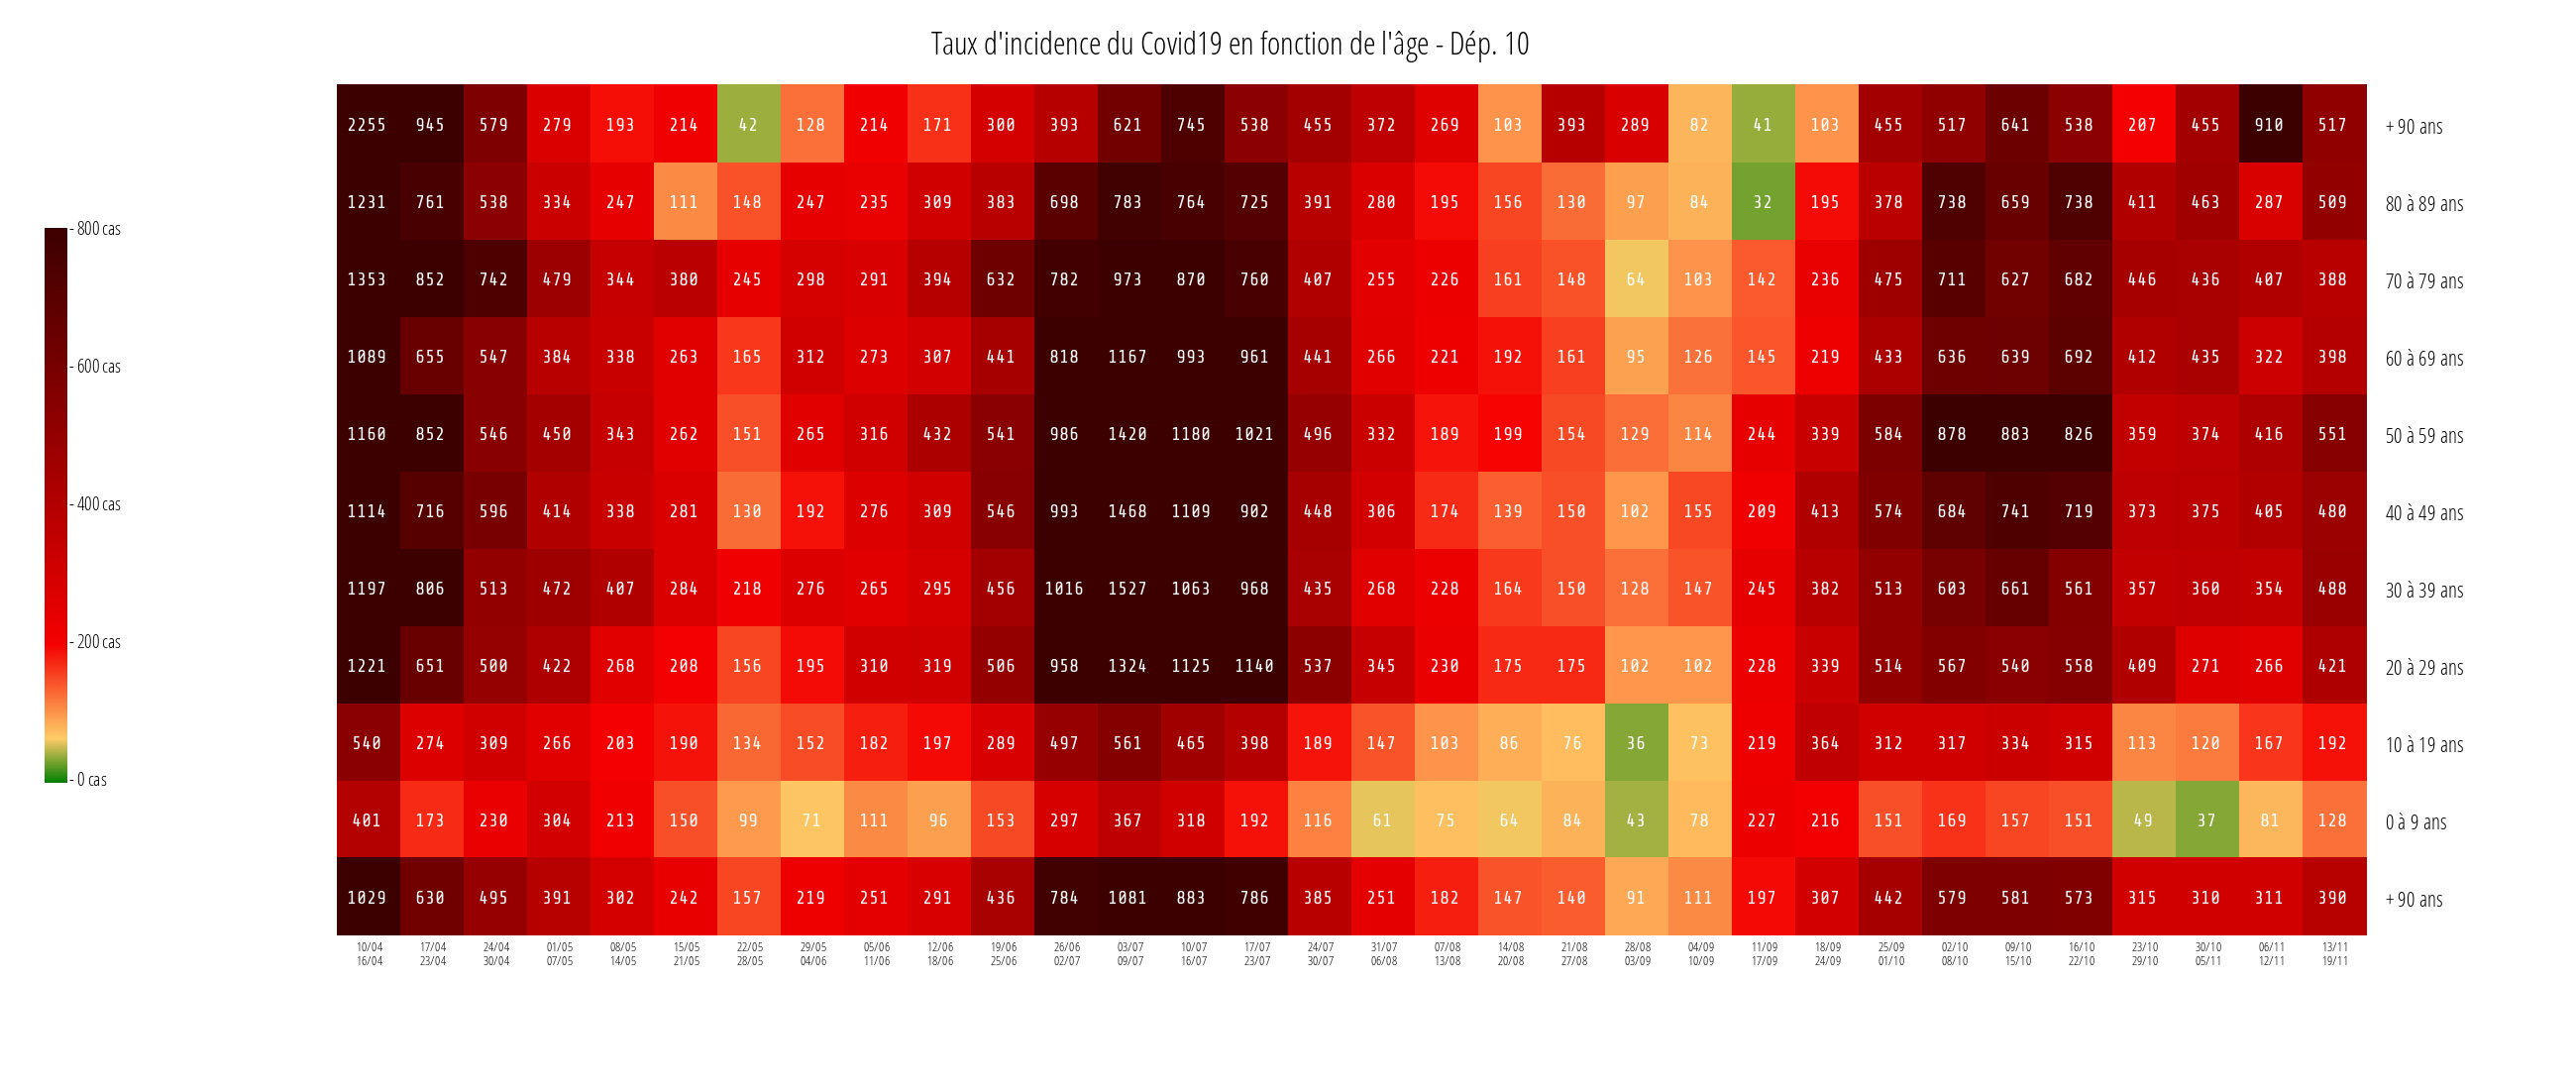 Taux d'incidence du Covid19 en fonction de l'âge - Dép. 10
2255 945 579 279 193 214 42 128 214 171 300 393 621 745 538 455 372 269 103 393 289 82 41 103 455 517 641 538 207 455 910 517 + 90 ans
1231 761 538 334 247 111 148 247 235 309 383 698 783 764 725 391 280 195 156 130 97 84 32 195 378 738 659 738 411 463 287 509 80 à 89 ans
- 800 cas
1353 852 742 479 344 380 245 298 291 394 632 782 973 870 760 407 255 226 161 148 64 103 142 236 475 711 627 682 446 436 407 388 70 à 79 ans
1089 655 547 384 338 263 165 312 273 307 441 818 1167 993 961 441 266 221 192 161 95 126 145 219 433 636 639 692 412 435 322 398 60 à 69 ans
- 600 cas
1160 852 546 450 343 262 151 265 316 432 541 986 1420 1180 1021 496 332 189 199 154 129 114 244 339 584 878 883 826 359 374 416 551 50 à 59 ans
- 400 cas
1114 716 596 414 338 281 130 192 276 309 546 993 1468 1109 902 448 306 174 139 150 102 155 209 413 574 684 741 719 373 375 405 480 40 à 49 ans
1197 806 513 472 407 284 218 276 265 295 456 1016 1527 1063 968 435 268 228 164 150 128 147 245 382 513 603 661 561 357 360 354 488 30 à 39 ans
- 200 cas
1221 651 500 422 268 208 156 195 310 319 506 958 1324 1125 1140 537 345 230 175 175 102 102 228 339 514 567 540 558 409 271 266 421 20 à 29 ans
540 274 309 266 203 190 134 152 182 197 289 497 561 465 398 189 147 103 86 76 36 73 219 364 312 317 334 315 113 120 167 192 10 à 19 ans
- 0 cas
401 173 230 304 213 150 99 71 111 96 153 297 367 318 192 116 61 75 64 84 43 78 227 216 151 169 157 151 49 37 81 128 0 à 9 ans
1029 630 495 391 302 242 157 219 251 291 436 784 1081 883 786 385 251 182 147 140 91 111 197 307 442 579 581 573 315 310 311 390 + 90 ans
10/04 17/04 24/04 01/05 08/05 15/05 22/05 29/05 05/06 12/06 19/06 26/06 03/07 10/07 17/07 24/07 31/07 07/08 14/08 21/08 28/08 04/09 11/09 18/09 25/09 02/10 09/10 16/10 23/10 30/10 06/11 13/11
16/04 23/04 30/04 07/05 14/05 21/05 28/05 04/06 11/06 18/06 25/06 02/07 09/07 16/07 23/07 30/07 06/08 13/08 20/08 27/08 03/09 10/09 17/09 24/09 01/10 08/10 15/10 22/10 29/10 05/11 12/11 19/11